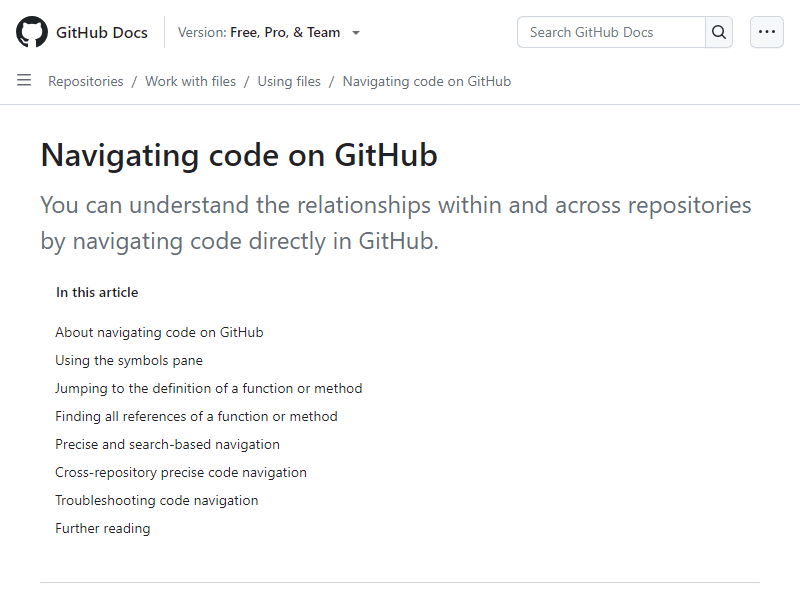 GitHub Docs
Version: Free, Pro, & Team
Search GitHub Docs
Repositories / Work with files / Using files / Navigating code on GitHub
Navigating code on GitHub
You can understand the relationships within and across repositories
by navigating code directly in GitHub.
In this article
About navigating code on GitHub
Using the symbols pane
Jumping to the definition of a function or method
Finding all references of a function or method
Precise and search-based navigation
Cross-repository precise code navigation
Troubleshooting code navigation
Further reading